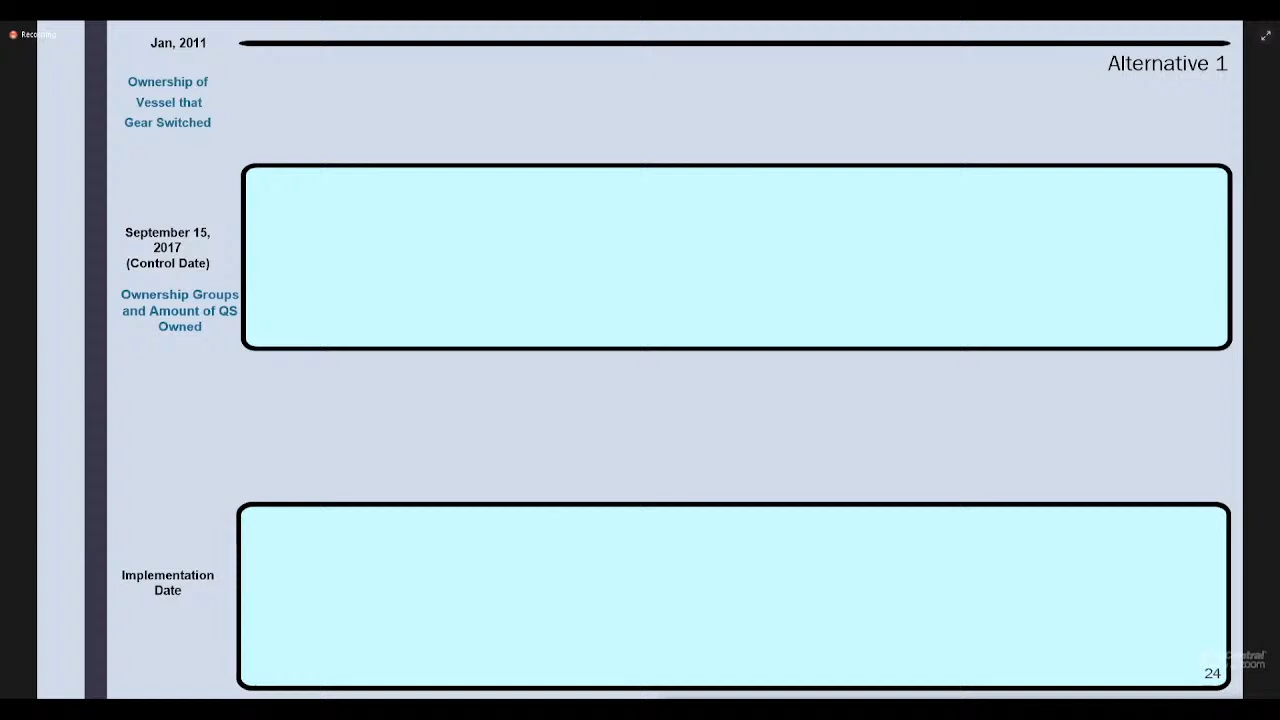 Recording
Jan, 2011
Alternative 1
Ownership of
Vessel that
Gear Switched
September 15,
2017
(Control Date)
Ownership Groups
and Amount of QS
Owned
Implementation
Date
24
zoom